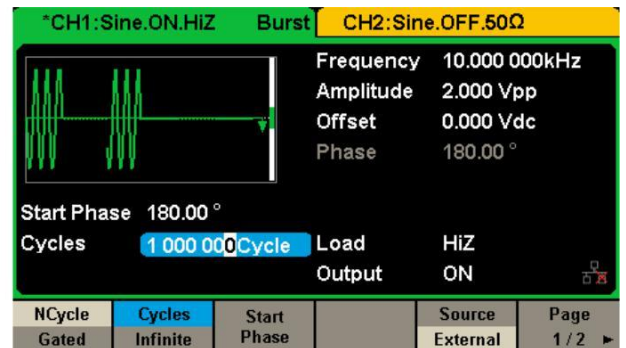 *CH1:Sine.ON.HiZ Burst CH2:Sine.OFF.50Ω
Frequency 10.000 000kHz
Amplitude 2.000 Vpp
Offset 0.000 Vdc
Phase 180.00 °
Start Phase 180.00 °
Cycles 1 000 000Cycle Load HiZ
Output ON
NCycle Cycles Start Source Page
Gated Infinite Phase External 1 / 2 ►